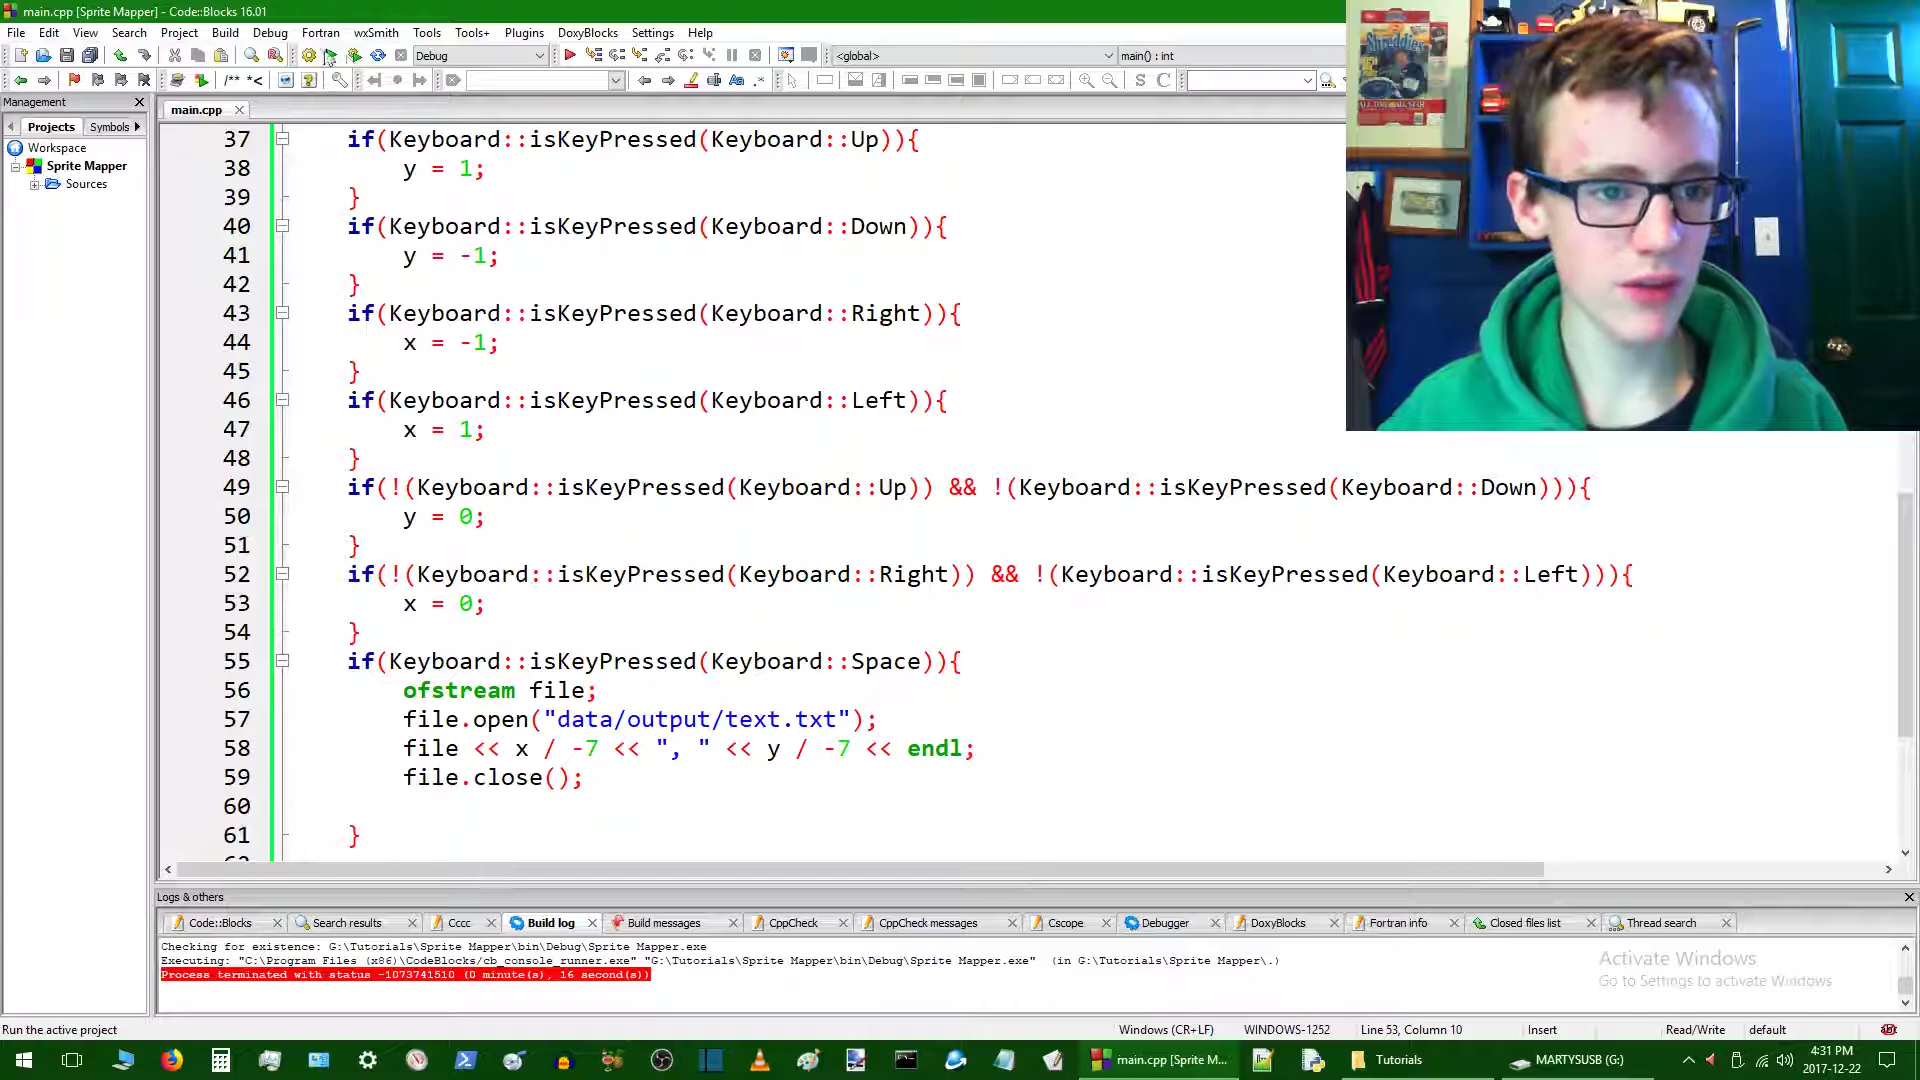 main.cpp [Sprite Mapper] - Code::Blocks 16.01
File Edit View Search Project Build Debug Fortran wxSmith Tools Tools+ Plugins DoxyBlocks Settings Help
Debug <global> main() : int
/** *<
S C
Management
main.cpp
Projects Symbols
Workspace
Sprite Mapper
Sources
37 if(Keyboard::isKeyPressed(Keyboard::Up)){
38 y = 1;
39 }
40 if(Keyboard::isKeyPressed(Keyboard::Down)){
41 y = -1;
42 }
43 if(Keyboard::isKeyPressed(Keyboard::Right)){
44 x = -1;
45 }
46 if(Keyboard::isKeyPressed(Keyboard::Left)){
47 x = 1;
48 }
49 if(!(Keyboard::isKeyPressed(Keyboard::Up)) && !(Keyboard::isKeyPressed(Keyboard::Down))){
50 y = 0;
51 }
52 if(!(Keyboard::isKeyPressed(Keyboard::Right)) && !(Keyboard::isKeyPressed(Keyboard::Left))){
53 x = 0;
54 }
55 if(Keyboard::isKeyPressed(Keyboard::Space)){
56 ofstream file;
57 file.open("data/output/text.txt");
58 file << x / -7 << ", " << y / -7 << endl;
59 file.close();
60
61 }
Shreddies
Logs & others
Code::Blocks Search results Cccc Build log Build messages CppCheck CppCheck messages Cscope Debugger DoxyBlocks Fortran info Closed files list Thread search
Checking for existence: G:\Tutorials\Sprite Mapper\bin\Debug\Sprite Mapper.exe
Executing: "C:\Program Files (x86)\CodeBlocks/cb_console_runner.exe" "G:\Tutorials\Sprite Mapper\bin\Debug\Sprite Mapper.exe" (in G:\Tutorials\Sprite Mapper\.)
Process terminated with status -1073741510 (0 minute(s), 16 second(s))
Activate Windows
Go to Settings to activate Windows
Run the active project Windows (CR+LF) WINDOWS-1252 Line 53, Column 10 Insert Read/Write default
main.cpp [Sprite M... Tutorials MARTYSUSB (G:) 4:31 PM
2017-12-22